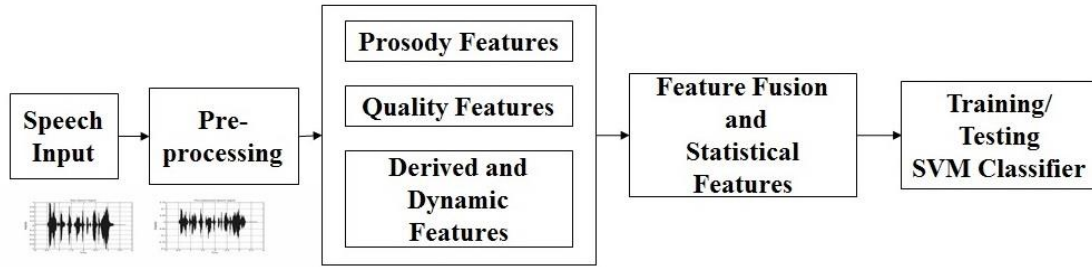 Speech
Input
Pre-
processing
Prosody Features
Quality Features
Derived and
Dynamic
Features
Feature Fusion
and
Statistical
Features
Training/
Testing
SVM Classifier